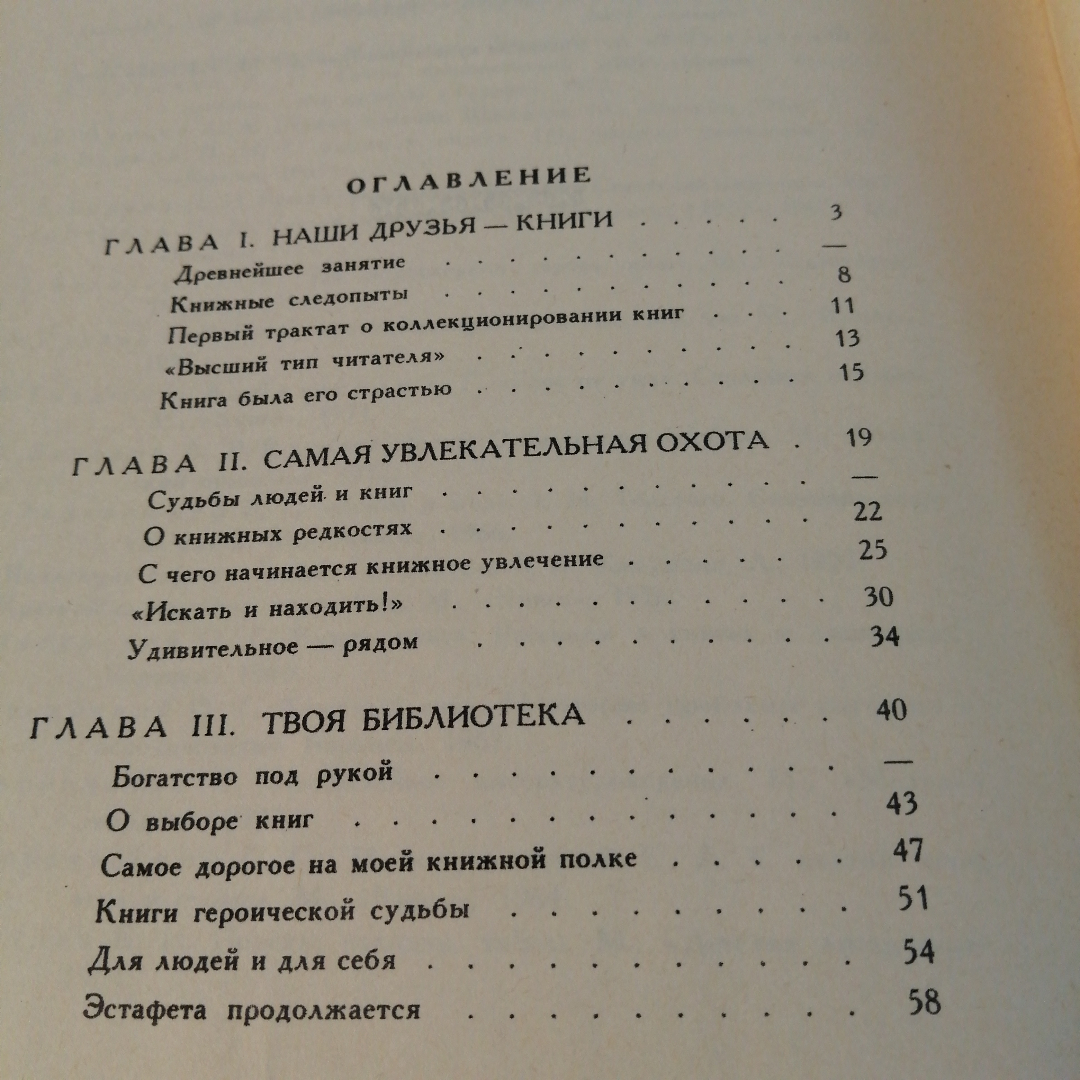 ОГЛАВЛЕНИЕ
ГЛАВА I. НАШИ ДРУЗЬЯ — КНИГИ . . . . . 3
Древнейшее занятие . . . . . . . . . . . —
Книжные следопыты . . . . . . . . . . . 8
Первый трактат о коллекционировании книг . . . 11
«Высший тип читателя» . . . . . . . . . . 13
Книга была его страстью . . . . . . . . . . 15
ГЛАВА II. САМАЯ УВЛЕКАТЕЛЬНАЯ ОХОТА . 19
Судьбы людей и книг . . . . . . . . . . . . —
О книжных редкостях . . . . . . . . . . . . 22
С чего начинается книжное увлечение . . . . . 25
«Искать и находить!» . . . . . . . . . . . 30
Удивительное — рядом . . . . . . . . . . . 34
ГЛАВА III. ТВОЯ БИБЛИОТЕКА . . . . . . 40
Богатство под рукой . . . . . . . . . . . —
О выборе книг . . . . . . . . . . . . . 43
Самое дорогое на моей книжной полке . . . . . 47
Книги героической судьбы . . . . . . . . . 51
Для людей и для себя . . . . . . . . . . . 54
Эстафета продолжается . . . . . . . . . . 58